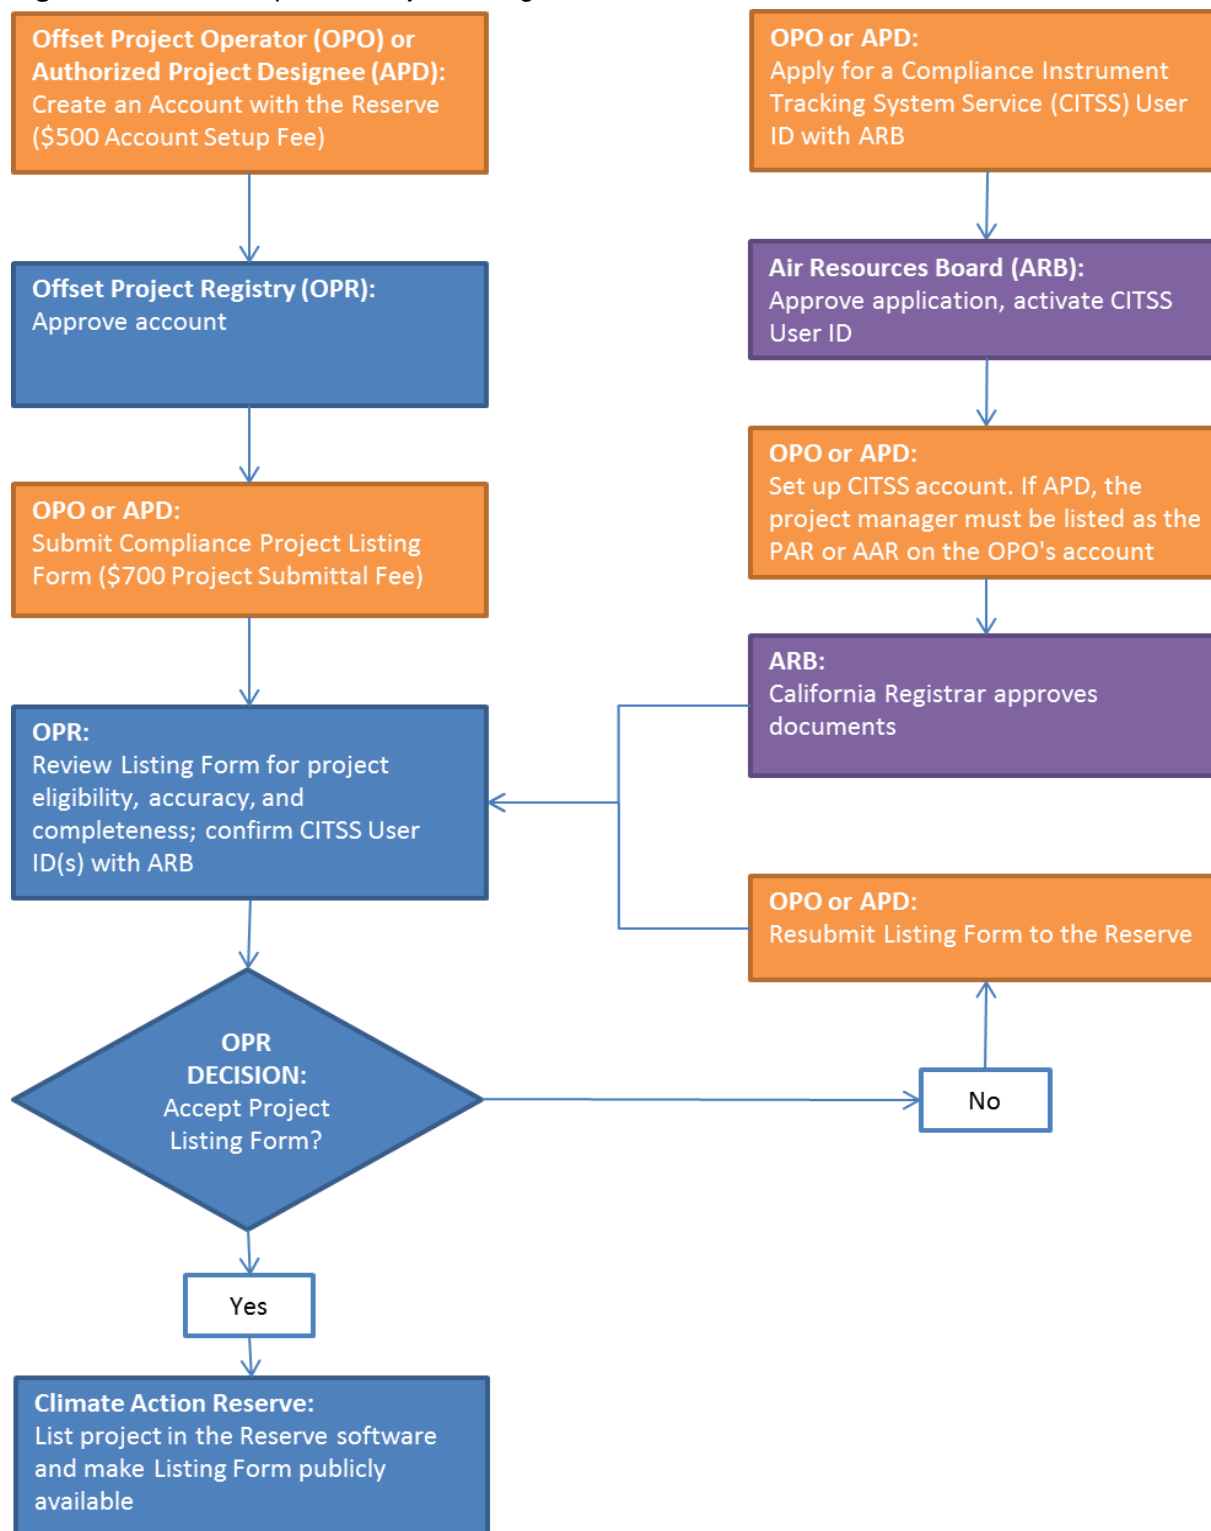 Offset Project Operator (OPO) or
Authorized Project Designee (APD):
Create an Account with the Reserve
($500 Account Setup Fee)
Offset Project Registry (OPR):
Approve account
OPO or APD:
Submit Compliance Project Listing
Form ($700 Project Submittal Fee)
OPR:
Review Listing Form for project
eligibility, accuracy, and
completeness; confirm CITSS User
ID(s) with ARB
OPR
DECISION:
Accept Project
Listing Form?
Yes
Climate Action Reserve:
List project in the Reserve software
and make Listing Form publicly
available
OPO or APD:
Apply for a Compliance Instrument
Tracking System Service (CITSS) User
ID with ARB
Air Resources Board (ARB):
Approve application, activate CITSS
User ID
OPO or APD:
Set up CITSS account. If APD, the
project manager must be listed as the
PAR or AAR on the OPO's account
ARB:
California Registrar approves
documents
OPO or APD:
Resubmit Listing Form to the Reserve
No